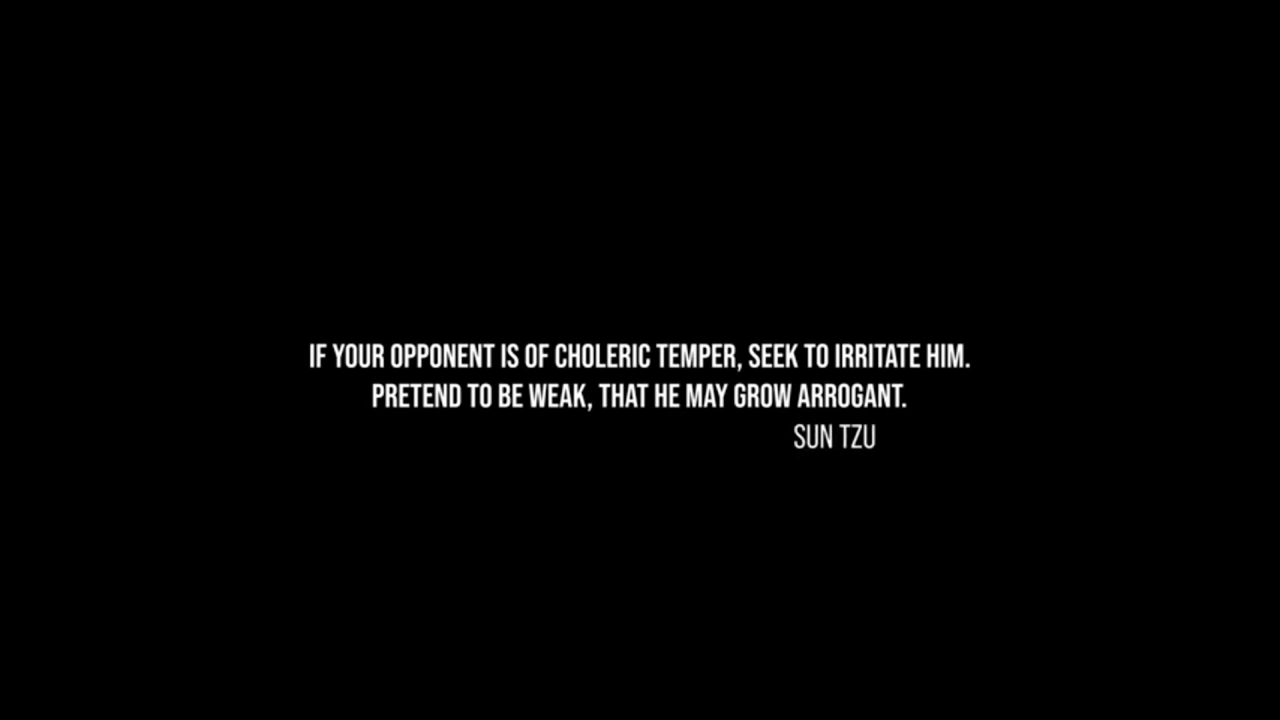 IF YOUR OPPONENT IS OF CHOLERIC TEMPER, SEEK TO IRRITATE HIM.
PRETEND TO BE WEAK, THAT HE MAY GROW ARROGANT.
SUN TZU